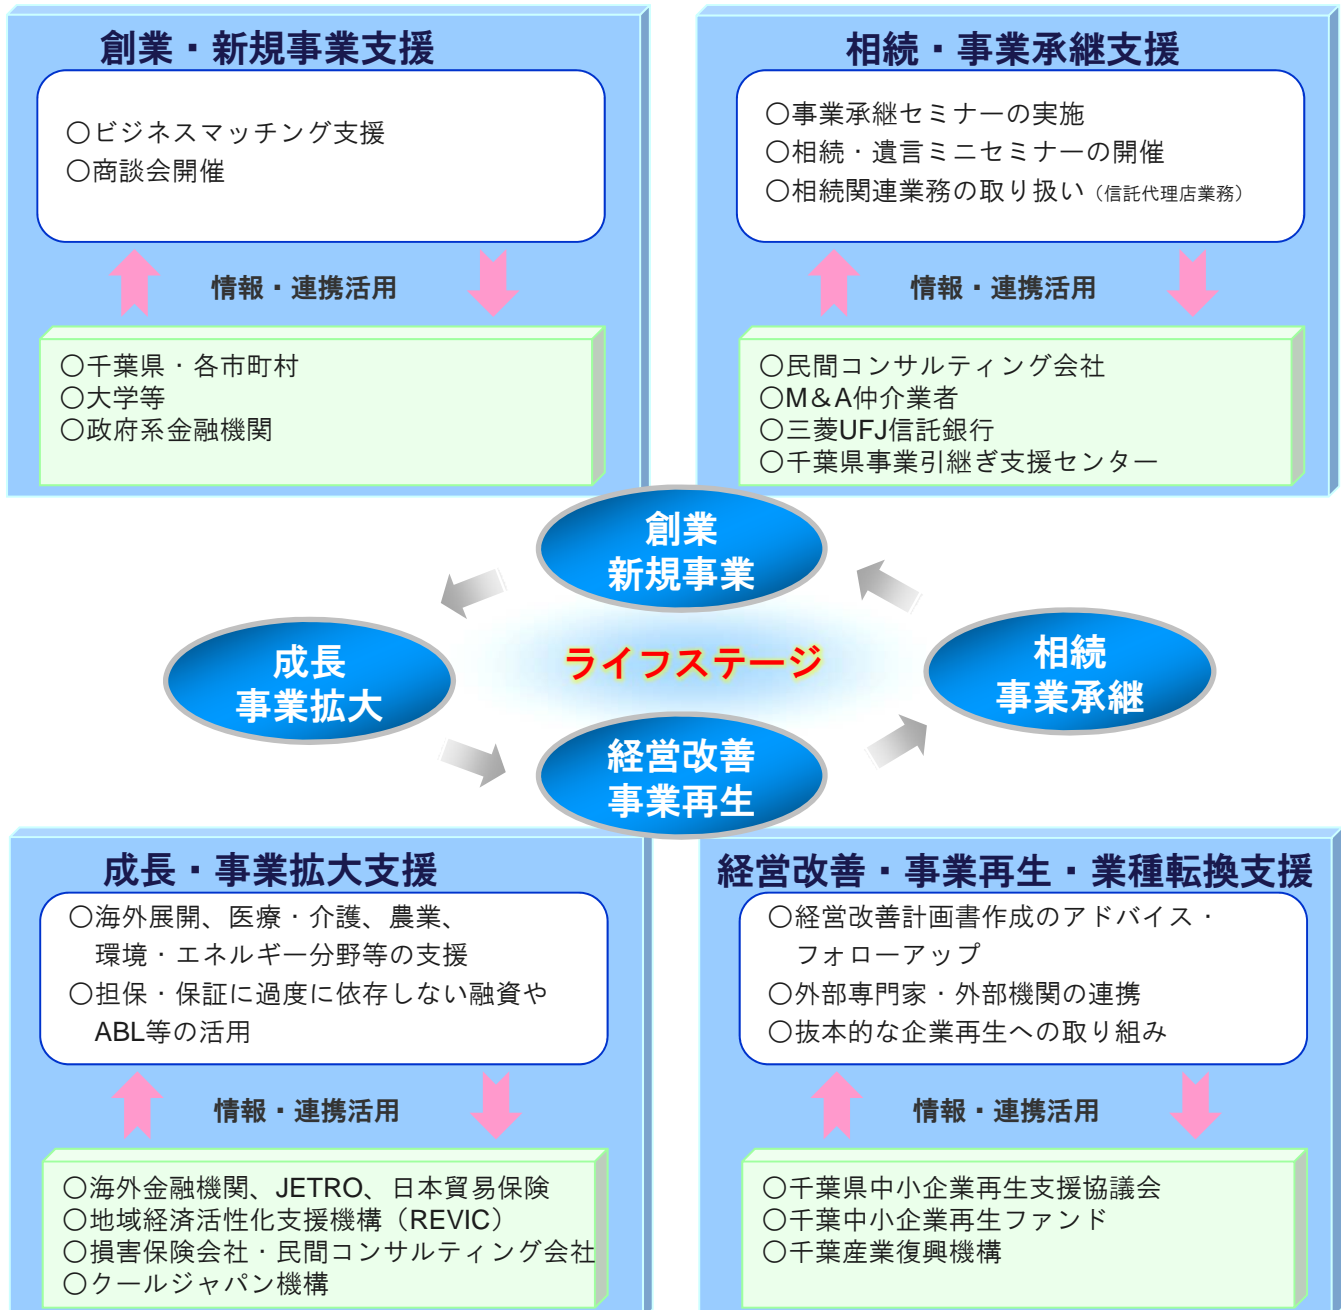 創業・新規事業支援
○ビジネスマッチング支援
○商談会開催
情報・連携活用
○千葉県・各市町村
○大学等
○政府系金融機関
相続・事業承継支援
○事業承継セミナーの実施
○相続・遺言ミニセミナーの開催
○相続関連業務の取り扱い（信託代理店業務）
情報・連携活用
○民間コンサルティング会社
○M＆A仲介業者
○三菱UFJ信託銀行
○千葉県事業引継ぎ支援センター
創業
新規事業
成長
事業拡大
ライフステージ
相続
事業承継
経営改善
事業再生
成長・事業拡大支援
○海外展開、医療・介護、農業、
環境・エネルギー分野等の支援
○担保・保証に過度に依存しない融資や
ABL等の活用
情報・連携活用
○海外金融機関、JETRO、日本貿易保険
○地域経済活性化支援機構（REVIC）
○損害保険会社・民間コンサルティング会社
○クールジャパン機構
経営改善・事業再生・業種転換支援
○経営改善計画書作成のアドバイス・
フォローアップ
○外部専門家・外部機関の連携
○抜本的な企業再生への取り組み
情報・連携活用
○千葉県中小企業再生支援協議会
○千葉中小企業再生ファンド
○千葉産業復興機構